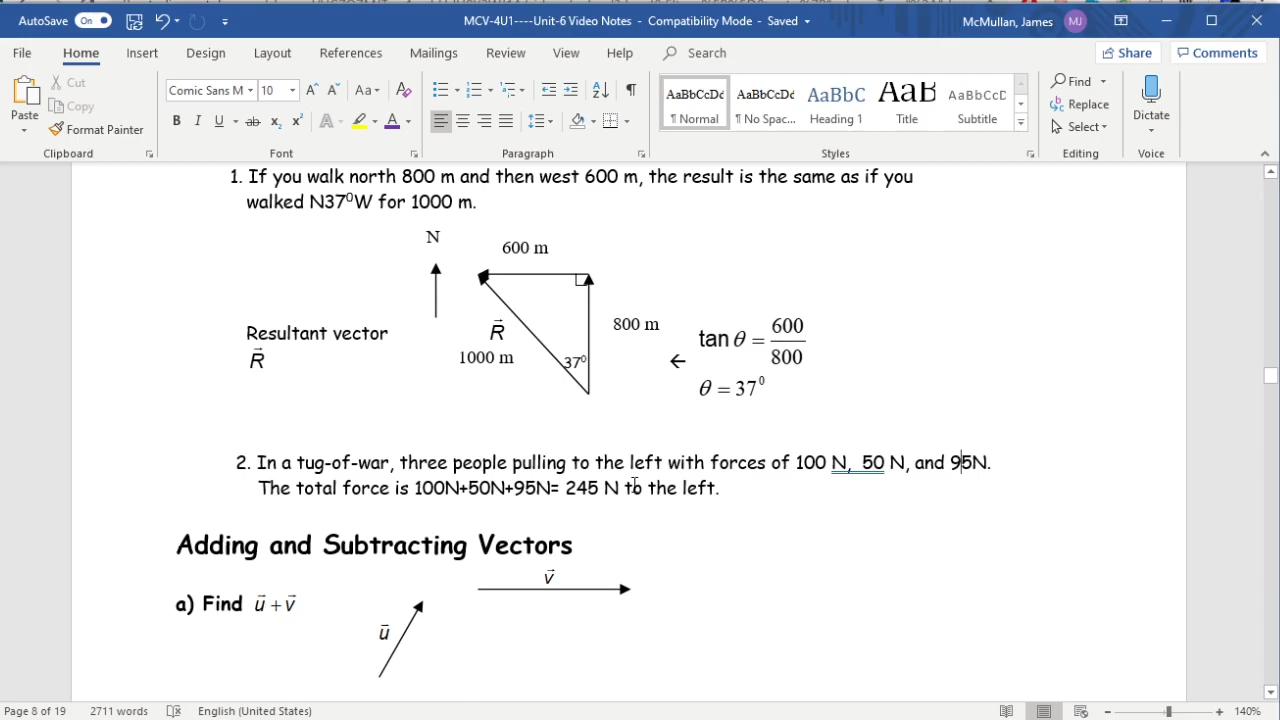 AutoSave On MCV-4U1----Unit-6 Video Notes - Compatibility Mode - Saved McMullan, James MJ
File Home Insert Design Layout References Mailings Review View Help Search Share Comments
Paste Cut Copy Format Painter
Comic Sans M 10 A^ Aa
B I U ab x₂ x² A A
AaBbCcDd AaBbCcDd AaBbC AaB AaBbCcD
¶ Normal ¶ No Spac... Heading 1 Title Subtitle
Find Replace Select Dictate
Clipboard Font Paragraph Styles Editing Voice
1. If you walk north 800 m and then west 600 m, the result is the same as if you
walked N37⁰W for 1000 m.
N
600 m
Resultant vector
R⃗
R⃗
1000 m
37⁰
800 m
← tan θ = 600/800
θ = 37⁰
2. In a tug-of-war, three people pulling to the left with forces of 100 N, 50 N, and 95N.
The total force is 100N+50N+95N= 245 N to the left.
Adding and Subtracting Vectors
v⃗
a) Find u⃗ + v⃗
u⃗
Page 8 of 19 2711 words English (United States) 140%